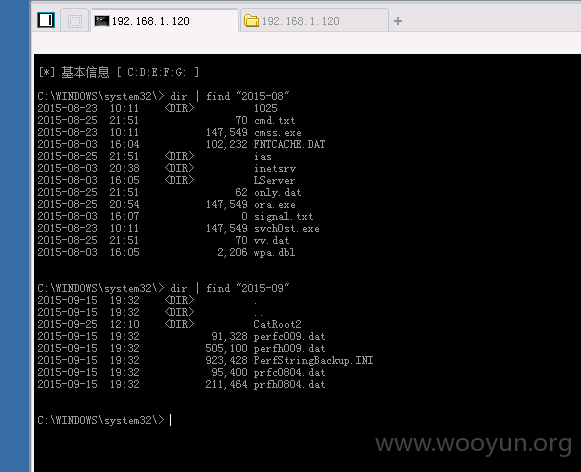 192.168.1.120 192.168.1.120 +
[*] 基本信息 [ C:D:E:F:G: ]
C:\WINDOWS\system32\> dir | find "2015-08"
2015-08-23  10:11    <DIR>          1025
2015-08-25  21:51                70 cmd.txt
2015-08-23  10:11           147,549 cmss.exe
2015-08-03  16:04           102,232 FNTCACHE.DAT
2015-08-25  21:51    <DIR>          ias
2015-08-03  20:38    <DIR>          inetsrv
2015-08-03  16:05    <DIR>          LServer
2015-08-25  21:51                62 only.dat
2015-08-25  20:54           147,549 ora.exe
2015-08-03  16:07                 0 signal.txt
2015-08-23  10:11           147,549 svch0st.exe
2015-08-25  21:51                70 vv.dat
2015-08-03  16:05             2,206 wpa.dbl
C:\WINDOWS\system32\> dir | find "2015-09"
2015-09-15  19:32    <DIR>          .
2015-09-15  19:32    <DIR>          ..
2015-09-25  12:10    <DIR>          CatRoot2
2015-09-15  19:32            91,328 perfc009.dat
2015-09-15  19:32           505,100 perfh009.dat
2015-09-15  19:32           923,428 PerfStringBackup.INI
2015-09-15  19:32            95,400 prfc0804.dat
2015-09-15  19:32           211,464 prfh0804.dat
C:\WINDOWS\system32\>
www.wooyun.org